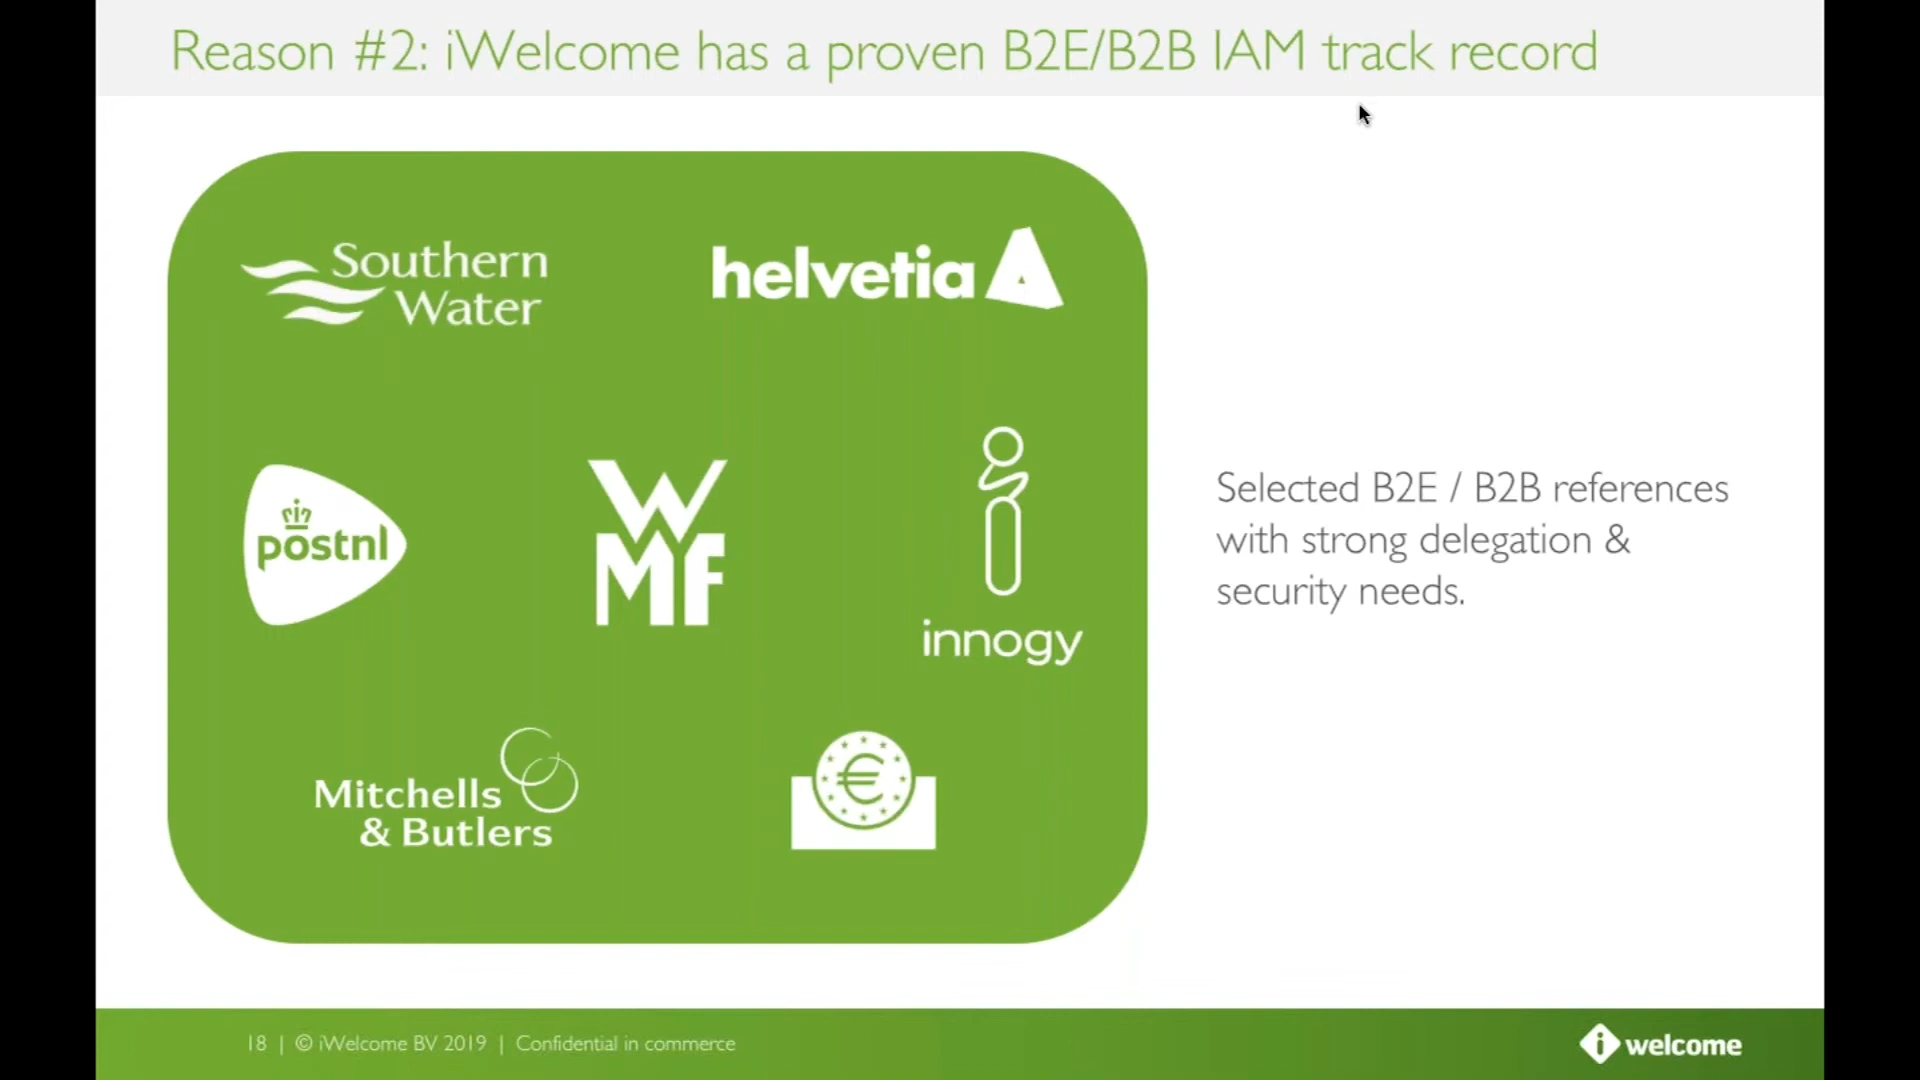 Reason #2: iWelcome has a proven B2E/B2B IAM track record
Southern
Water
helvetia
postnl
W
MF
innogy
Mitchells
& Butlers
€
Selected B2E / B2B references
with strong delegation &
security needs.
18 | © iWelcome BV 2019 | Confidential in commerce
i welcome